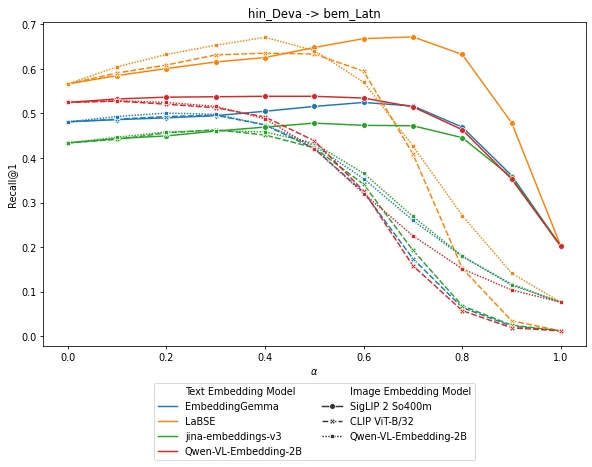 hin_Deva -> bem_Latn
0.7
0.6
0.5
0.4
0.3
0.2
0.1
0.0
Recall@1
0.0 0.2 0.4 0.6 0.8 1.0
α
Text Embedding Model Image Embedding Model
EmbeddingGemma SigLIP 2 So400m
LaBSE CLIP ViT-B/32
jina-embeddings-v3 Qwen-VL-Embedding-2B
Qwen-VL-Embedding-2B